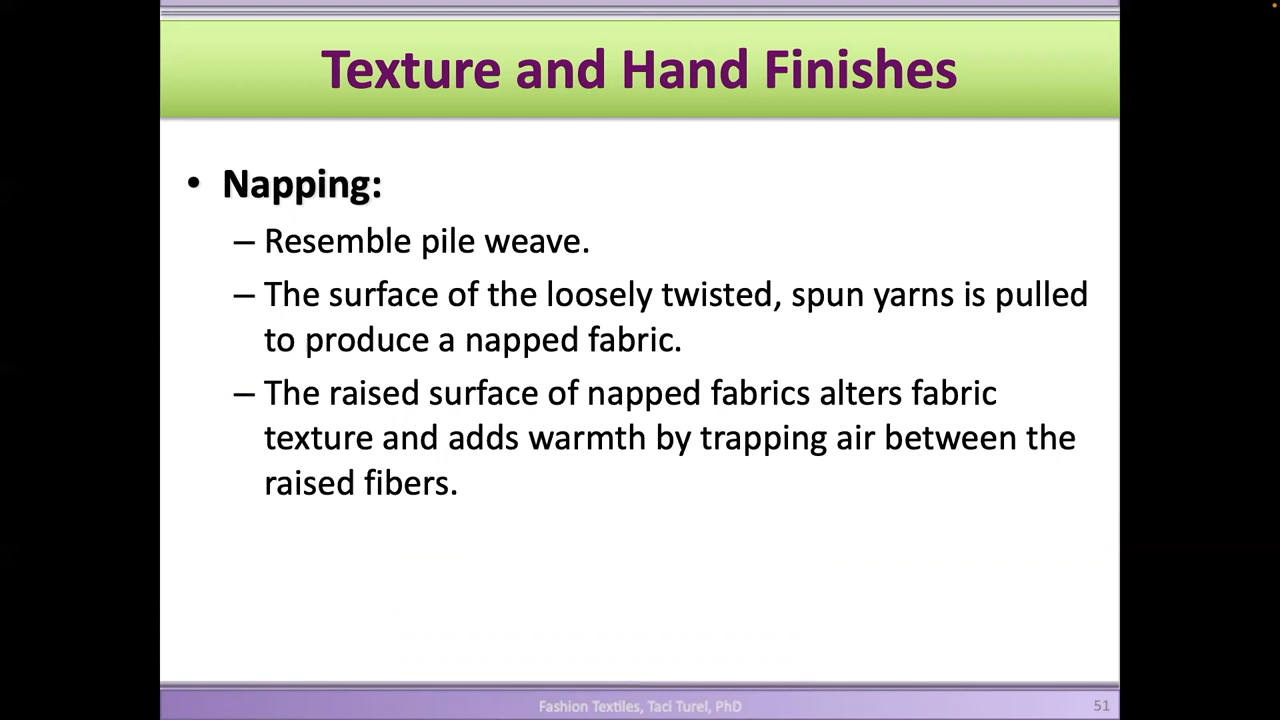 Texture and Hand Finishes
• Napping:
– Resemble pile weave.
– The surface of the loosely twisted, spun yarns is pulled
to produce a napped fabric.
– The raised surface of napped fabrics alters fabric
texture and adds warmth by trapping air between the
raised fibers.
Fashion Textiles, Taci Turel, PhD
51